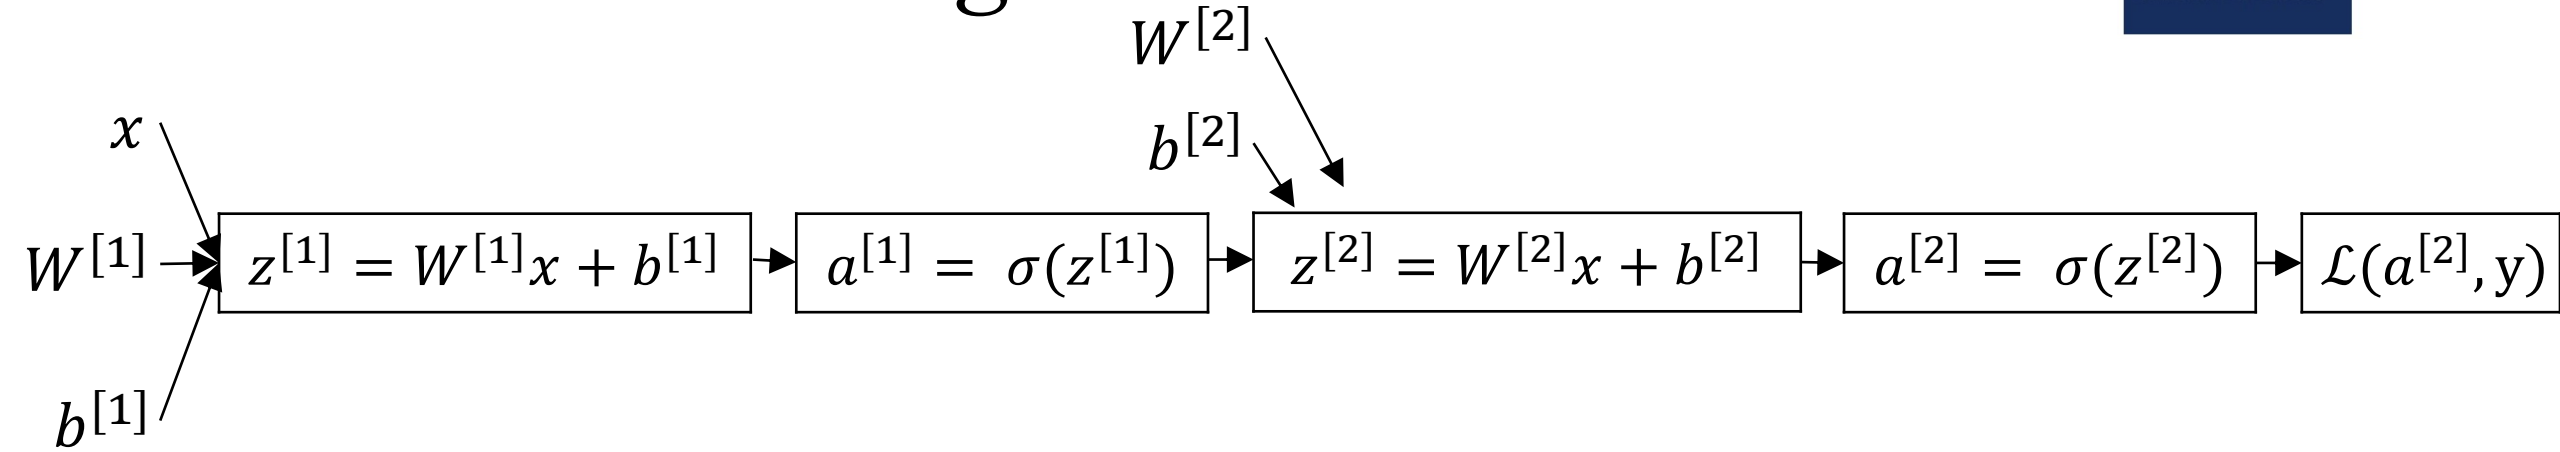 W^{[2]}
x
b^{[2]}
W^{[1]}
z^{[1]} = W^{[1]}x + b^{[1]}
a^{[1]} = σ(z^{[1]})
z^{[2]} = W^{[2]}x + b^{[2]}
a^{[2]} = σ(z^{[2]})
ℒ(a^{[2]}, y)
b^{[1]}